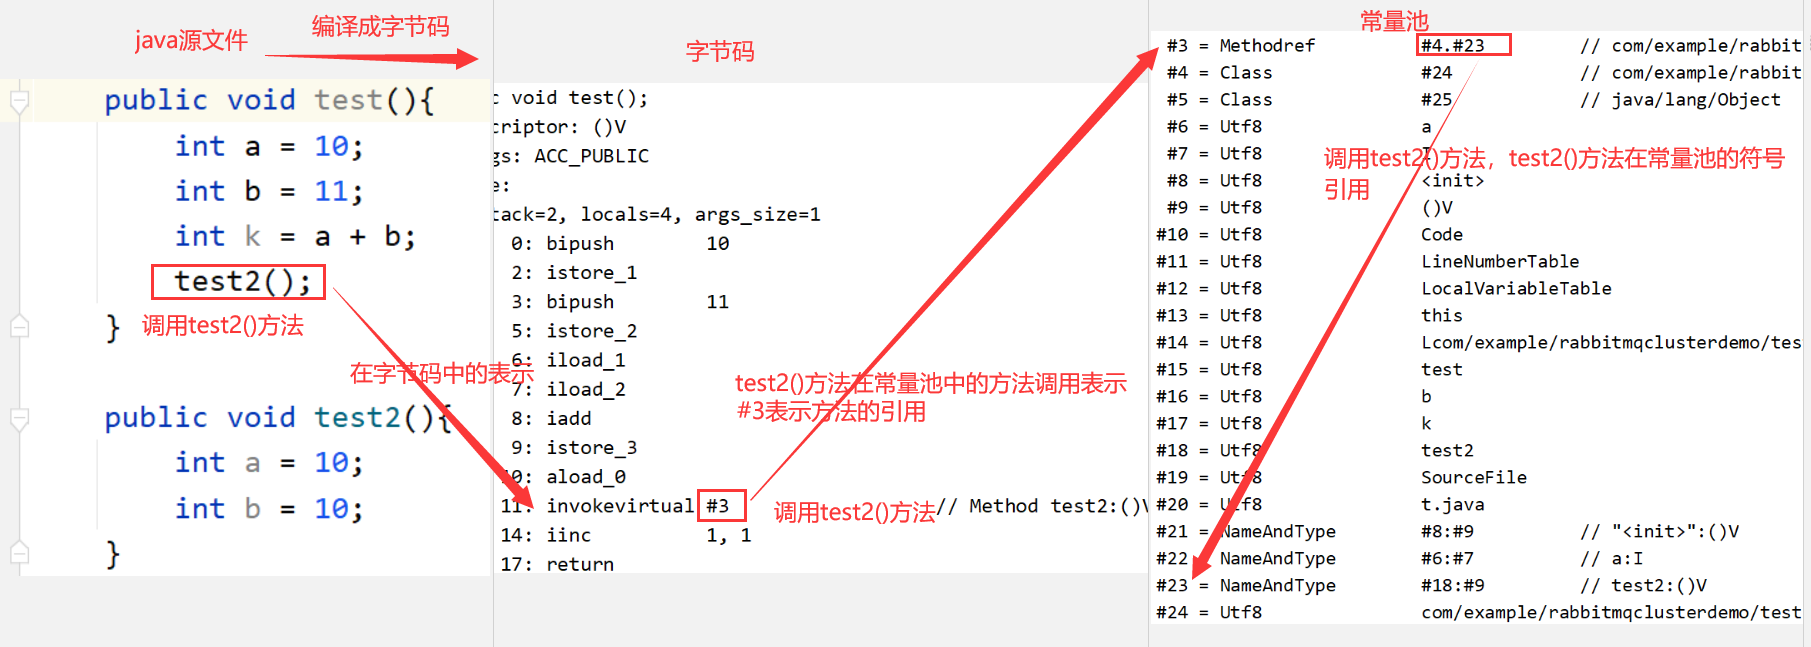 java源文件
编译成字节码
public void test(){
int a = 10;
int b = 11;
int k = a + b;
test2();
}
调用test2()方法
在字节码中的表示
public void test2(){
int a = 10;
int b = 10;
}
字节码
c void test();
criptor: ()V
gs: ACC_PUBLIC
e:
tack=2, locals=4, args_size=1
0: bipush 10
2: istore_1
3: bipush 11
5: istore_2
6: iload_1
7: iload_2
8: iadd
9: istore_3
10: aload_0
11: invokevirtual #3 // Method test2:()V
14: iinc 1, 1
17: return
test2()方法在常量池中的方法调用表示
#3表示方法的引用
调用test2()方法
常量池
#3 = Methodref #4.#23 // com/example/rabbit
#4 = Class #24 // com/example/rabbit
#5 = Class #25 // java/lang/Object
#6 = Utf8 a
#7 = Utf8 I
#8 = Utf8 <init>
#9 = Utf8 ()V
#10 = Utf8 Code
#11 = Utf8 LineNumberTable
#12 = Utf8 LocalVariableTable
#13 = Utf8 this
#14 = Utf8 Lcom/example/rabbitmqclusterdemo/tes
#15 = Utf8 test
#16 = Utf8 b
#17 = Utf8 k
#18 = Utf8 test2
#19 = Utf8 SourceFile
#20 = Utf8 t.java
#21 = NameAndType #8:#9 // "<init>":()V
#22 = NameAndType #6:#7 // a:I
#23 = NameAndType #18:#9 // test2:()V
#24 = Utf8 com/example/rabbitmqclusterdemo/test
调用test2()方法，test2()方法在常量池的符号
引用